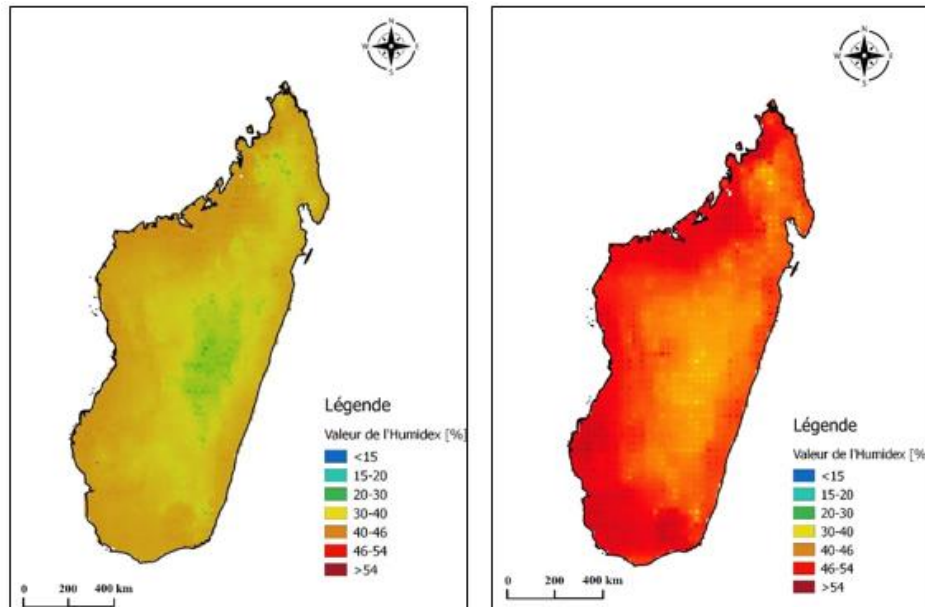 N
W E
S
Légende
Valeur de l'Humidex [%]
<15
15-20
20-30
30-40
40-46
46-54
>54
0 200 400 km
N
W E
S
Légende
Valeur de l'Humidex [%
<15
15-20
20-30
30-40
40-46
46-54
>54
0 200 400 km